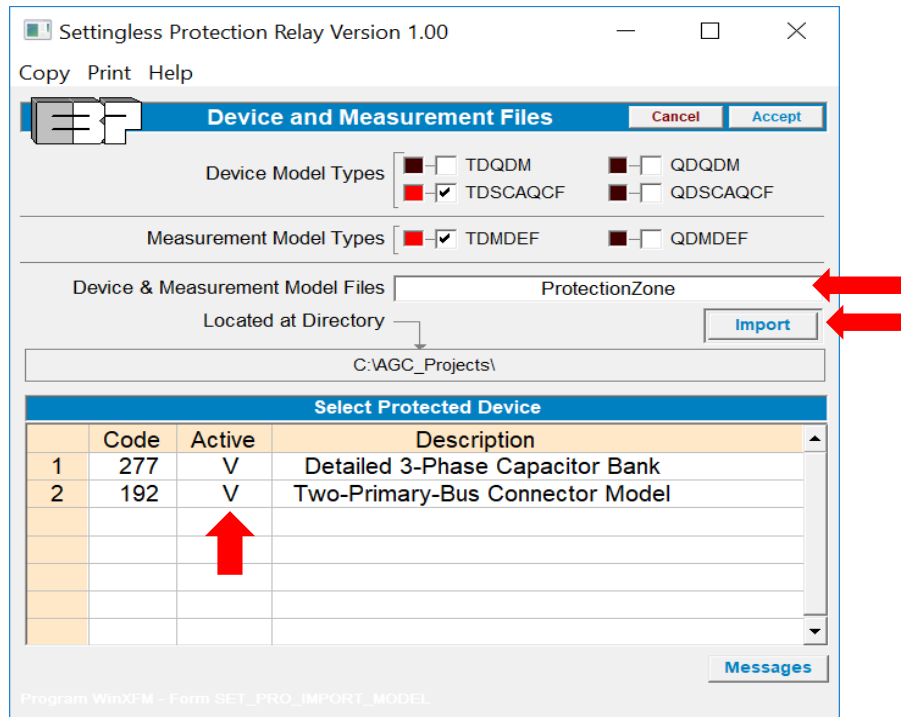 Settingless Protection Relay Version 1.00
Copy Print Help
EBP
Device and Measurement Files
Cancel
Accept
Device Model Types
TDQDM
QDQDM
TDSCAQCF
QDSCAQCF
Measurement Model Types
TDMDEF
QDMDEF
Device & Measurement Model Files
ProtectionZone
Located at Directory
Import
C:\AGC_Projects\
Select Protected Device
Code Active Description
1 277 V Detailed 3-Phase Capacitor Bank
2 192 V Two-Primary-Bus Connector Model
Messages
Program WinXFM - Form SET_PRO_IMPORT_MODEL